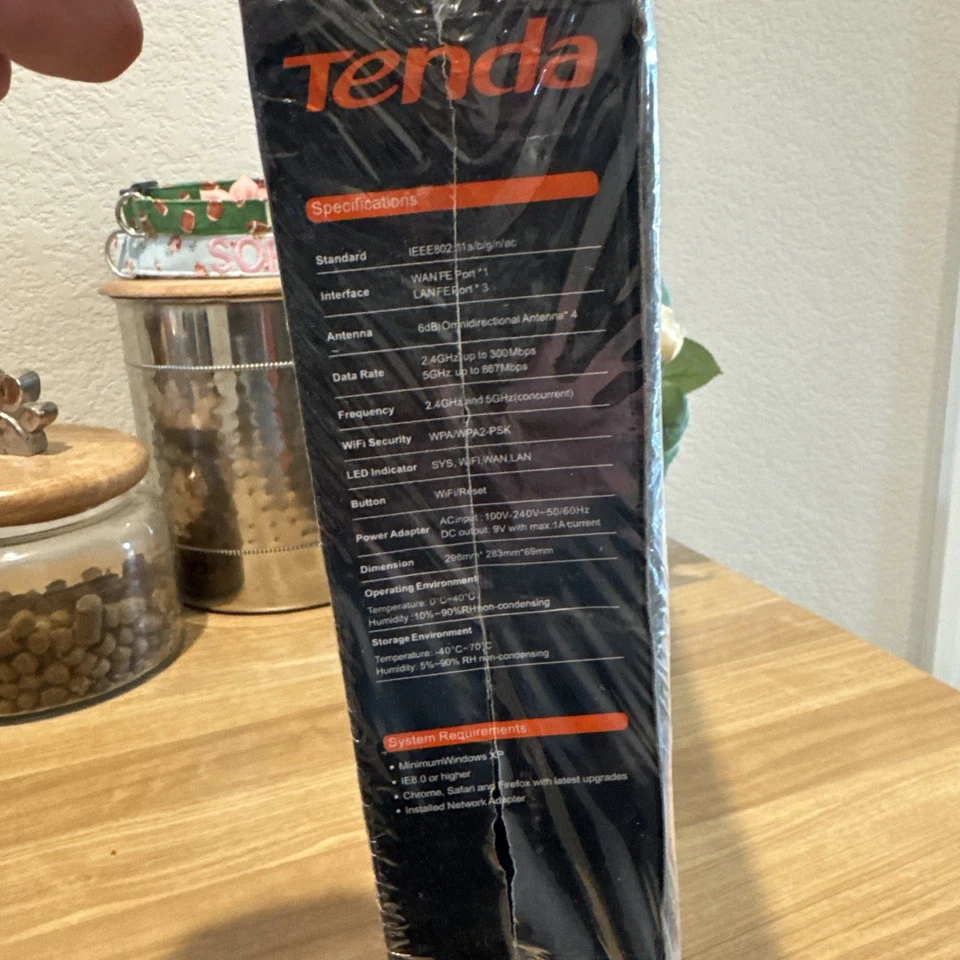 Tenda
Specifications
Standard IEEE802.11a/b/g/n/ac
Interface WAN FE Port * 1
LAN FE Port * 3
Antenna 6dBi Omnidirectional Antenna* 4
Data Rate 2.4GHz: up to 300Mbps
5GHz: up to 867Mbps
Frequency 2.4GHz and 5GHz(concurrent)
WiFi Security WPA/WPA2-PSK
LED Indicator SYS, WiFi,WAN,LAN
Button WiFi/Reset
Power Adapter ACinput : 100V-240V~50/60Hz
DC output: 9V with max.1A current
Dimension 298mm* 283mm*69mm
Operating Environment
Temperature: 0°C~40°C
Humidity :10%~90%RH non-condensing
Storage Environment
Temperature: -40°C~70°C
Humidity: 5%~90% RH non-condensing
System Requirements
• MinimumWindows XP
• IE8.0 or higher
• Chrome, Safari and Firefox with latest upgrades
• Installed Network Adapter